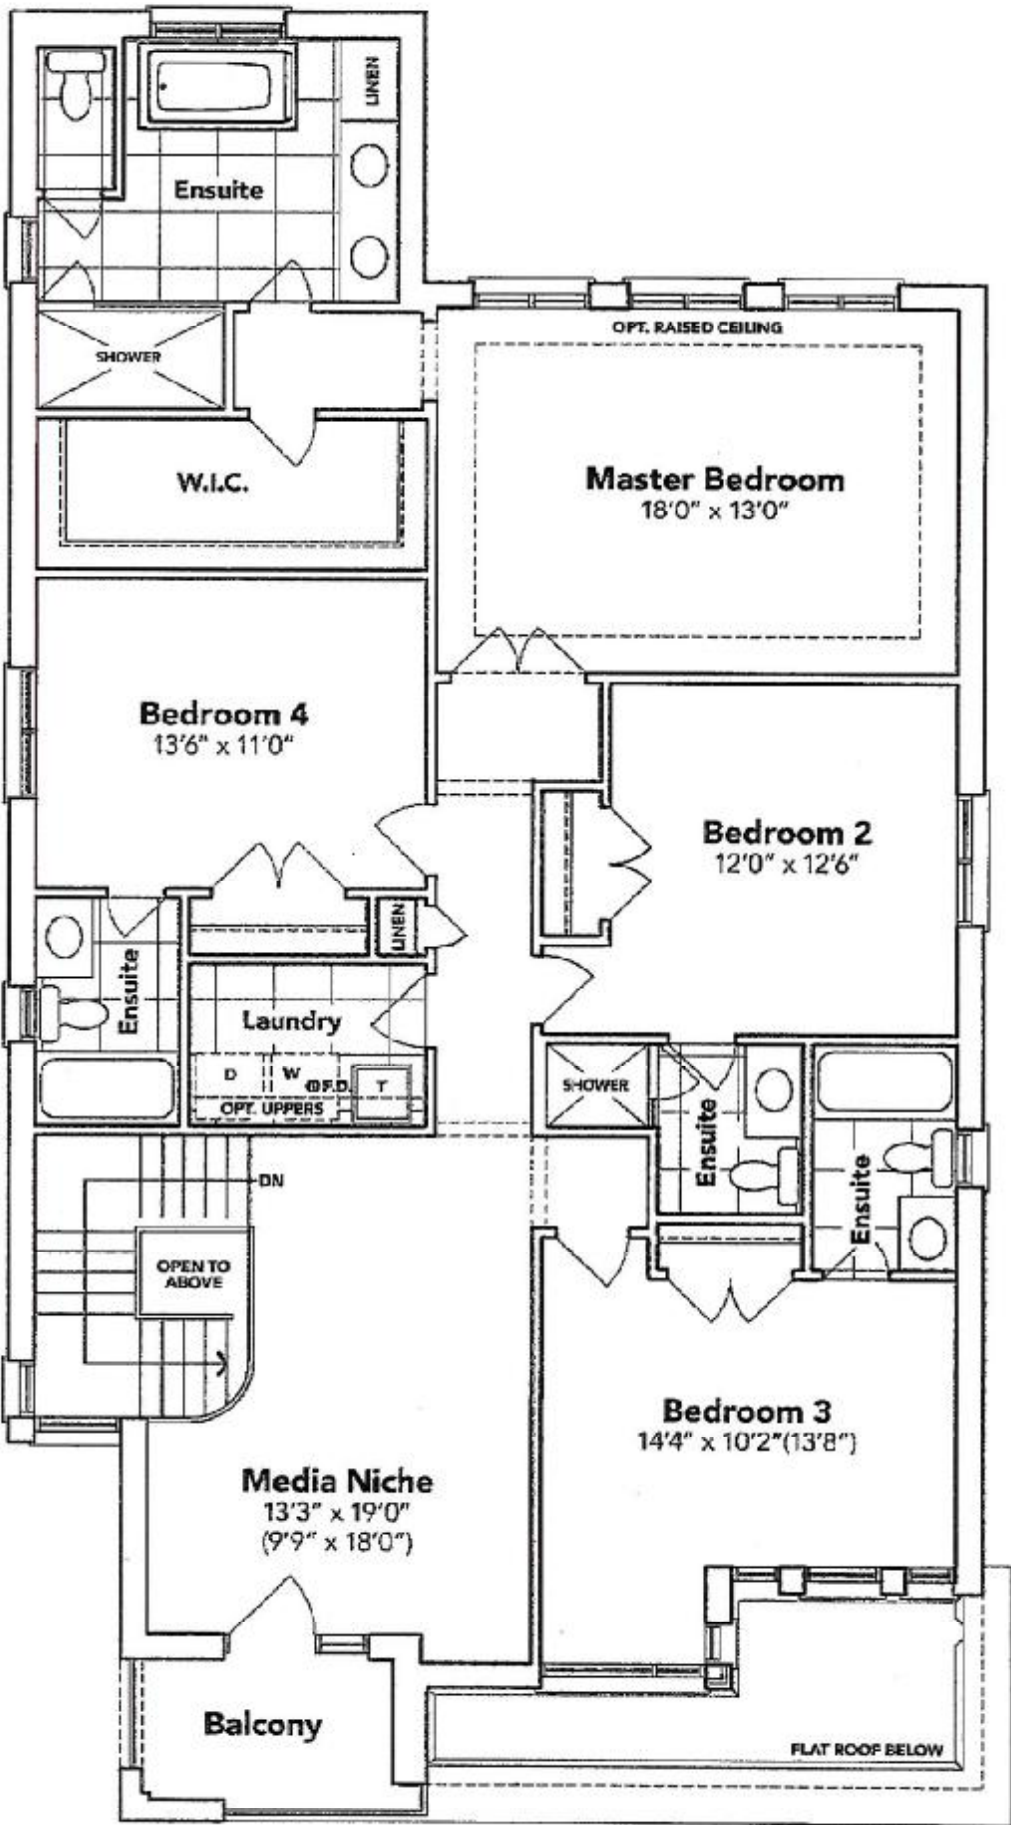 LINEN
Ensuite
OPT. RAISED CEILING
SHOWER
Master Bedroom
18'0" x 13'0"
W.I.C.
Bedroom 4
13'6" x 11'0"
Bedroom 2
12'0" x 12'6"
LINEN
Ensuite
Laundry
D W F.D. T
OPT. UPPERS
SHOWER
Ensuite
Ensuite
DN
OPEN TO
ABOVE
Bedroom 3
14'4" x 10'2"(13'8")
Media Niche
13'3" x 19'0"
(9'9" x 18'0")
Balcony
FLAT ROOF BELOW